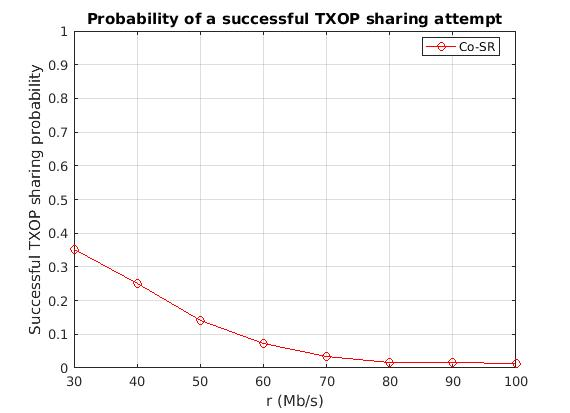 Probability of a successful TXOP sharing attempt
Co-SR
Successful TXOP sharing probability
1
0.9
0.8
0.7
0.6
0.5
0.4
0.3
0.2
0.1
0
30 40 50 60 70 80 90 100
r (Mb/s)